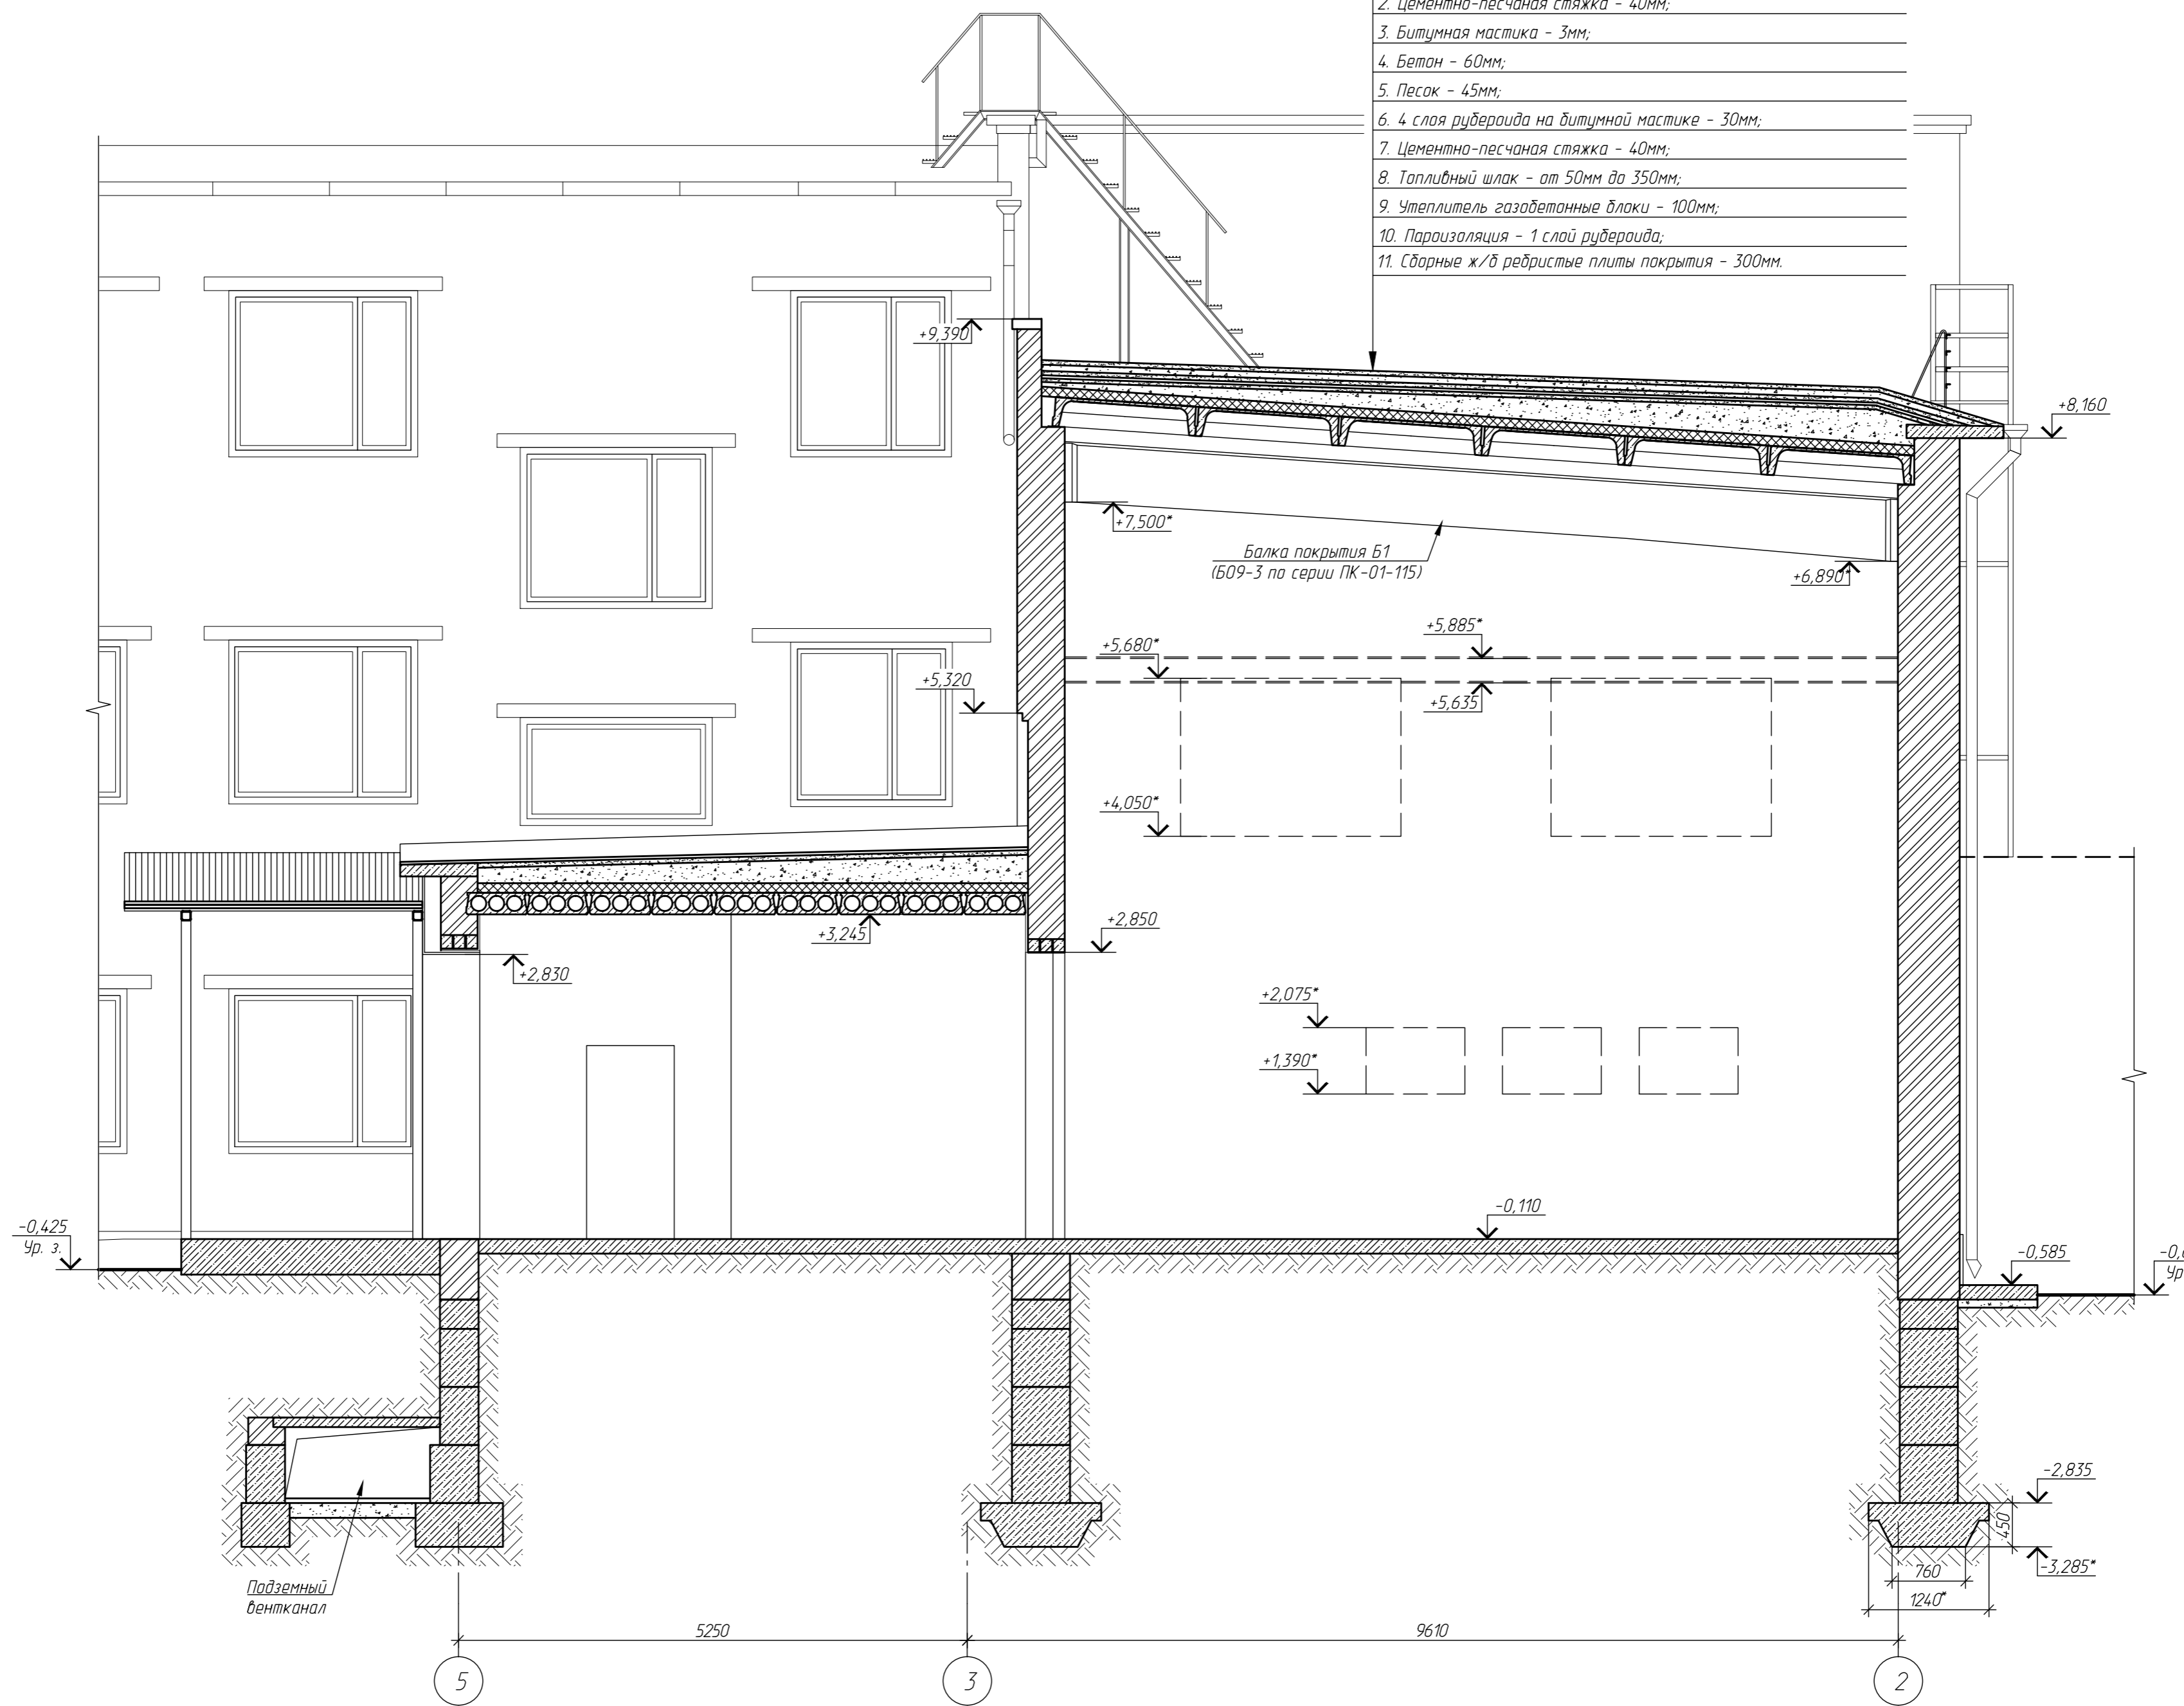 2. Цементно-песчаная стяжка - 40мм;
3. Битумная мастика - 3мм;
4. Бетон - 60мм;
5. Песок - 45мм;
6. 4 слоя рубероида на битумной мастике - 30мм;
7. Цементно-песчаная стяжка - 40мм;
8. Топливный шлак - от 50мм до 350мм;
9. Утеплитель газобетонные блоки - 100мм;
10. Пароизоляция - 1 слой рубероида;
11. Сборные ж/б ребристые плиты покрытия - 300мм.
+9,390
+8,160
+7,500*
Балка покрытия Б1
(Б09-3 по серии ПК-01-115)
+6,890*
+5,885*
+5,680*
+5,320
+5,635
+4,050*
+2,850
+3,245
+2,830
+2,075*
+1,390*
-0,110
-0,425
Ур. з.
-0,585
Ур
-2,835
450
-3,285*
760
1240*
Подземный
вентканал
5250
9610
5
3
2